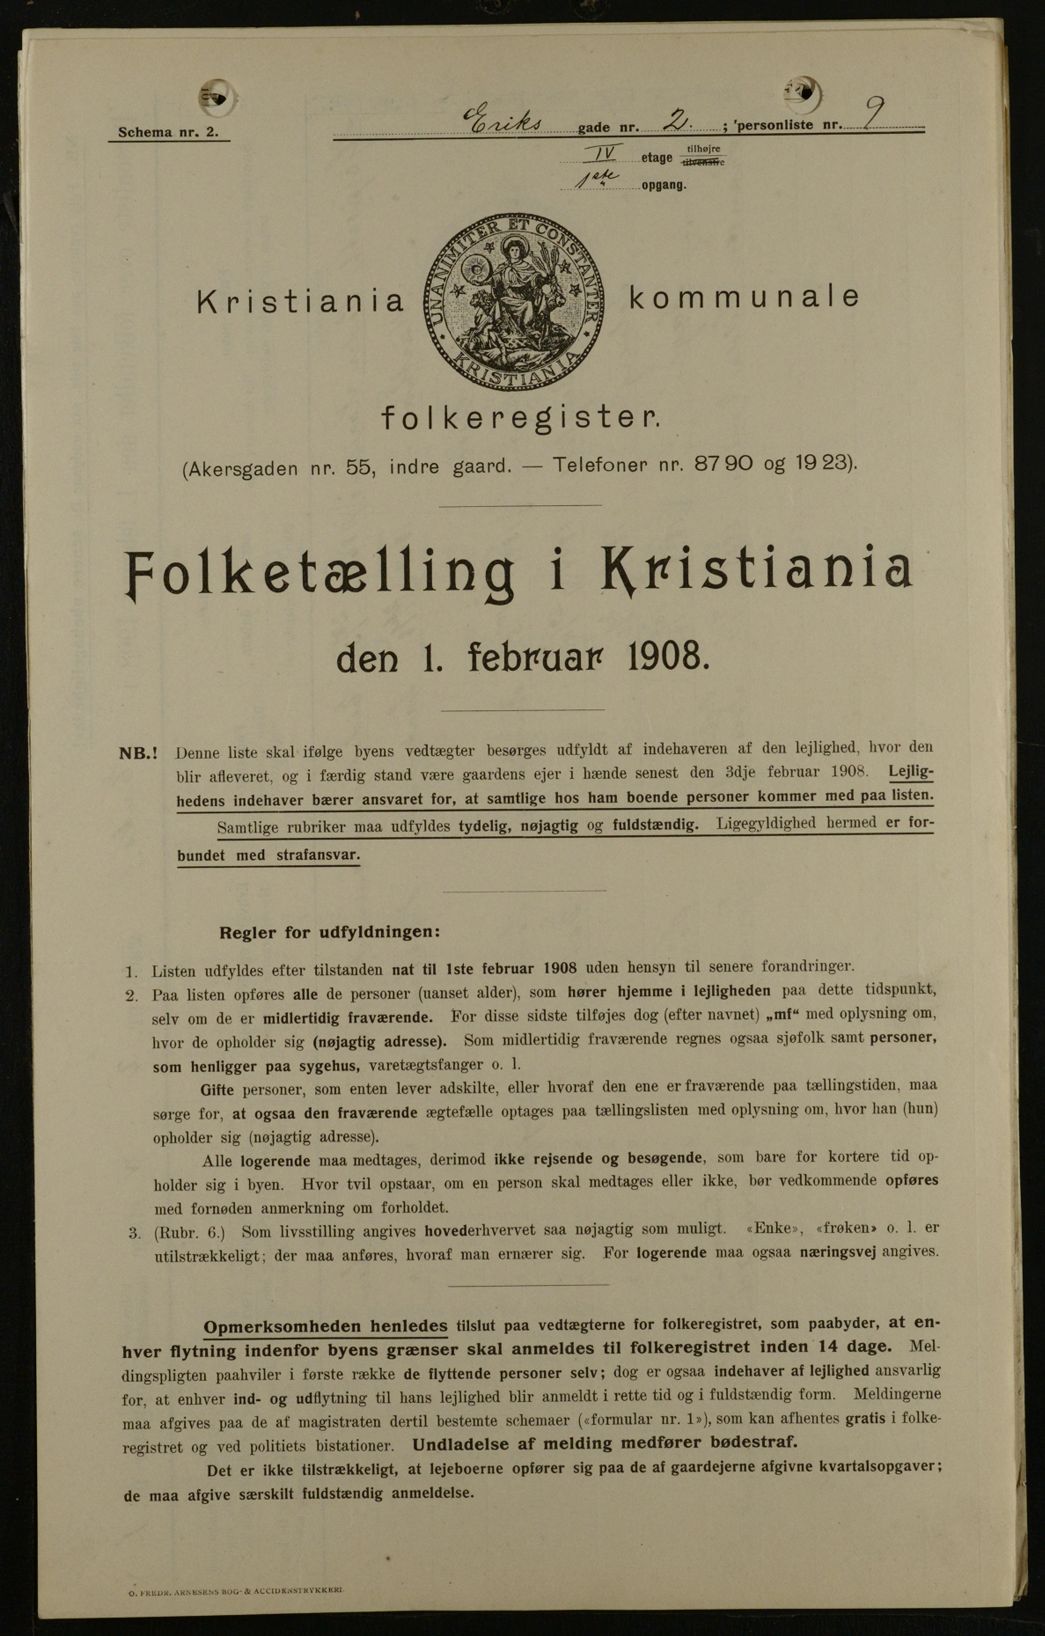 Schema nr. 2.
Eriks gade nr. 2. ; personliste nr. 9
IV etage tilhøjre
tilvenstre
1ste opgang.
UNANIMITER ET CONSTANTER
KRISTIANIA
Kristiania kommunale
folkeregister.
(Akersgaden nr. 55, indre gaard. — Telefoner nr. 8790 og 1923).
Folketælling i Kristiania
den 1. februar 1908.
NB.! Denne liste skal ifølge byens vedtægter besørges udfyldt af indehaveren af den lejlighed, hvor den
blir afleveret, og i færdig stand være gaardens ejer i hænde senest den 3dje februar 1908. Lejlig-
hedens indehaver bærer ansvaret for, at samtlige hos ham boende personer kommer med paa listen.
Samtlige rubriker maa udfyldes tydelig, nøjagtig og fuldstændig. Ligegyldighed hermed er for-
bundet med strafansvar.
Regler for udfyldningen:
1. Listen udfyldes efter tilstanden nat til 1ste februar 1908 uden hensyn til senere forandringer.
2. Paa listen opføres alle de personer (uanset alder), som hører hjemme i lejligheden paa dette tidspunkt,
selv om de er midlertidig fraværende. For disse sidste tilføjes dog (efter navnet) „mf“ med oplysning om,
hvor de opholder sig (nøjagtig adresse). Som midlertidig fraværende regnes ogsaa sjøfolk samt personer,
som henligger paa sygehus, varetægtsfanger o. l.
Gifte personer, som enten lever adskilte, eller hvoraf den ene er fraværende paa tællingstiden, maa
sørge for, at ogsaa den fraværende ægtefælle optages paa tællingslisten med oplysning om, hvor han (hun)
opholder sig (nøjagtig adresse).
Alle logerende maa medtages, derimod ikke rejsende og besøgende, som bare for kortere tid op-
holder sig i byen. Hvor tvil opstaar, om en person skal medtages eller ikke, bør vedkommende opføres
med fornøden anmerkning om forholdet.
3. (Rubr. 6.) Som livsstilling angives hovederhvervet saa nøjagtig som muligt. «Enke», «frøken» o. l. er
utilstrækkeligt; der maa anføres, hvoraf man ernærer sig. For logerende maa ogsaa næringsvej angives.
Opmerksomheden henledes tilslut paa vedtægterne for folkeregistret, som paabyder, at en-
hver flytning indenfor byens grænser skal anmeldes til folkeregistret inden 14 dage. Mel-
dingspligten paahviler i første række de flyttende personer selv; dog er ogsaa indehaver af lejlighed ansvarlig
for, at enhver ind- og udflytning til hans lejlighed blir anmeldt i rette tid og i fuldstændig form. Meldingerne
maa afgives paa de af magistraten dertil bestemte schemaer («formular nr. 1»), som kan afhentes gratis i folke-
registret og ved politiets bistationer. Undladelse af melding medfører bødestraf.
Det er ikke tilstrækkeligt, at lejeboerne opfører sig paa de af gaardejerne afgivne kvartalsopgaver;
de maa afgive særskilt fuldstændig anmeldelse.
O. FREDR. ARNESENS BOG- & ACCIDENSTRYKKERI